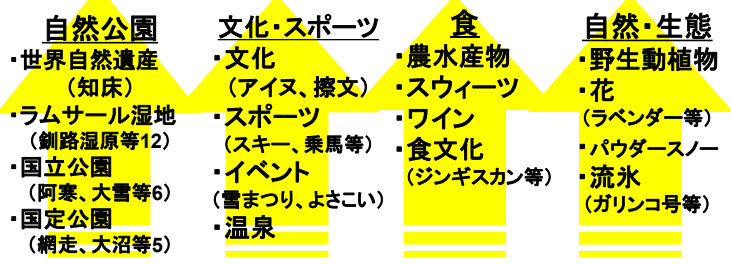 自然公園
・世界自然遺産
（知床）
・ラムサール湿地
（釧路湿原等12）
・国立公園
（阿寒、大雪等6）
・国定公園
（網走、大沼等5）
文化・スポーツ
・文化
（アイヌ、擦文）
・スポーツ
（スキー、乗馬等）
・イベント
（雪まつり、よさこい）
・温泉
食
・農水産物
・スウィーツ
・ワイン
・食文化
（ジンギスカン等）
自然・生態
・野生動植物
・花
（ラベンダー等）
・パウダースノー
・流氷
（ガリンコ号等）